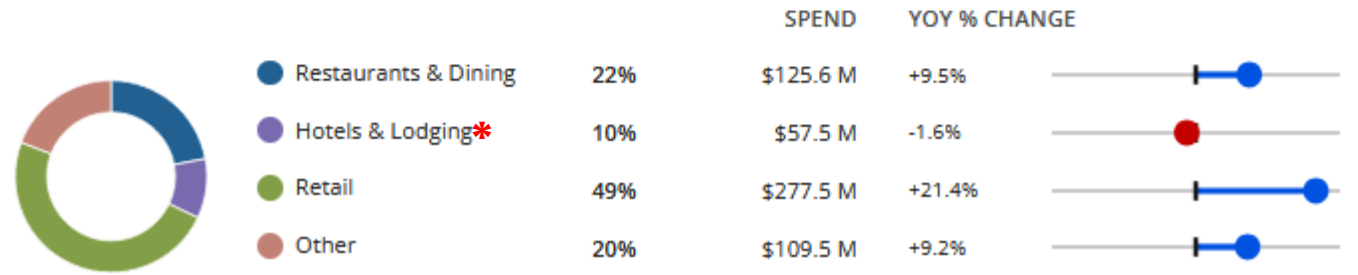 SPEND YOY % CHANGE
Restaurants & Dining 22% $125.6 M +9.5%
Hotels & Lodging* 10% $57.5 M -1.6%
Retail 49% $277.5 M +21.4%
Other 20% $109.5 M +9.2%